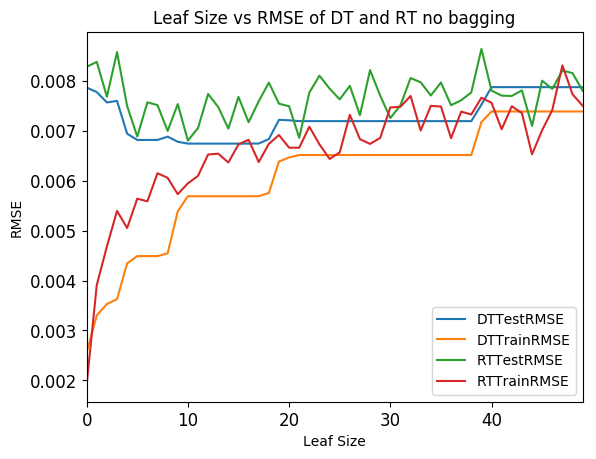 Leaf Size vs RMSE of DT and RT no bagging
RMSE
0.008
0.007
0.006
0.005
0.004
0.003
0.002
0 10 20 30 40
Leaf Size
DTTestRMSE
DTTrainRMSE
RTTestRMSE
RTTrainRMSE